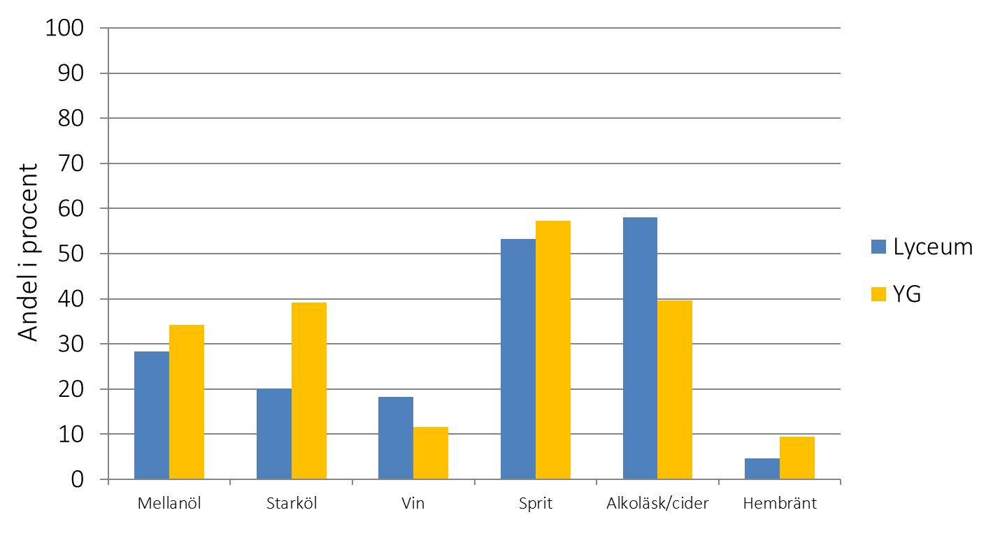 100
90
80
70
60
50
40
30
20
10
0
Andel i procent
Mellanöl
Starköl
Vin
Sprit
Alkoläsk/cider
Hembränt
Lyceum
YG